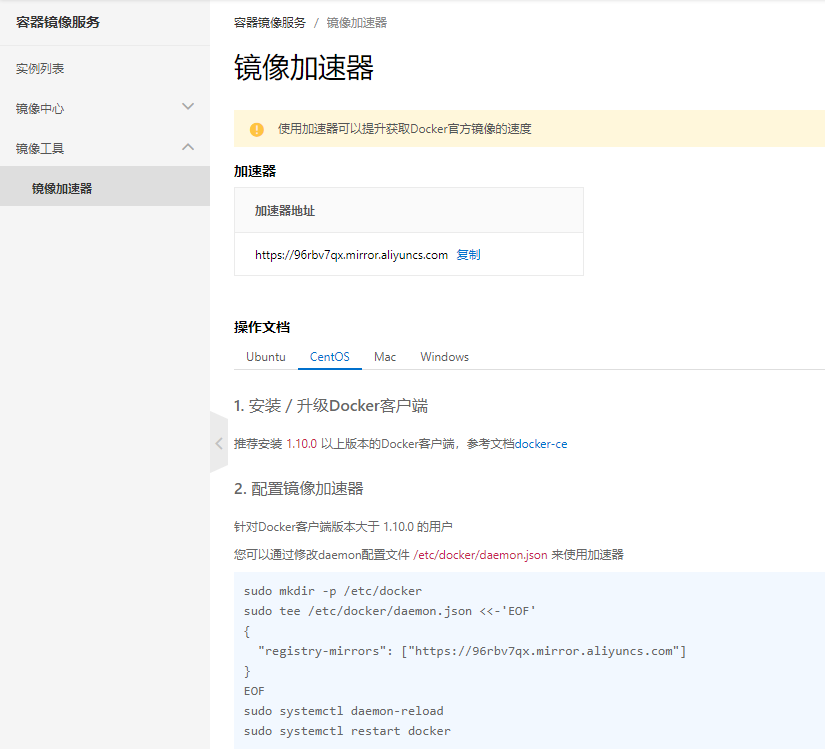 容器镜像服务
实例列表
镜像中心
镜像工具
镜像加速器
容器镜像服务 / 镜像加速器
镜像加速器
使用加速器可以提升获取Docker官方镜像的速度
加速器
加速器地址
https://96rbv7qx.mirror.aliyuncs.com 复制
操作文档
Ubuntu CentOS Mac Windows
1. 安装 / 升级Docker客户端
推荐安装 1.10.0 以上版本的Docker客户端，参考文档docker-ce
2. 配置镜像加速器
针对Docker客户端版本大于 1.10.0 的用户
您可以通过修改daemon配置文件 /etc/docker/daemon.json 来使用加速器
sudo mkdir -p /etc/docker
sudo tee /etc/docker/daemon.json <<-'EOF'
{
  "registry-mirrors": ["https://96rbv7qx.mirror.aliyuncs.com"]
}
EOF
sudo systemctl daemon-reload
sudo systemctl restart docker